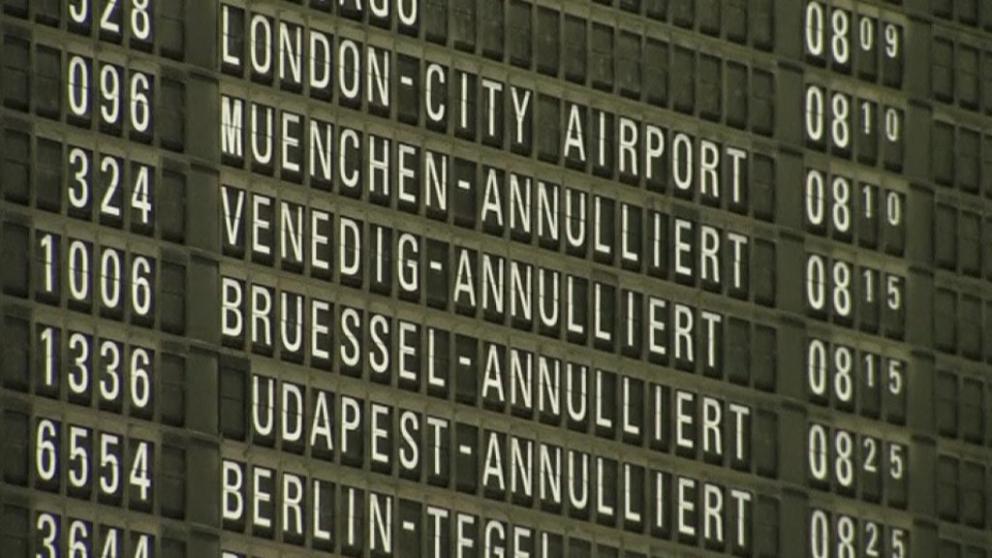 0809
0810
LONDON-CITY AIRPORT 0810
096 MUENCHEN-ANNULLIERT 0815
324 VENEDIG-ANNULLIERT 0815
1006 BRUESSEL-ANNULLIERT 0825
1336 UDAPEST-ANNULLIERT 0825
6554 BERLIN-TEGEL
3644